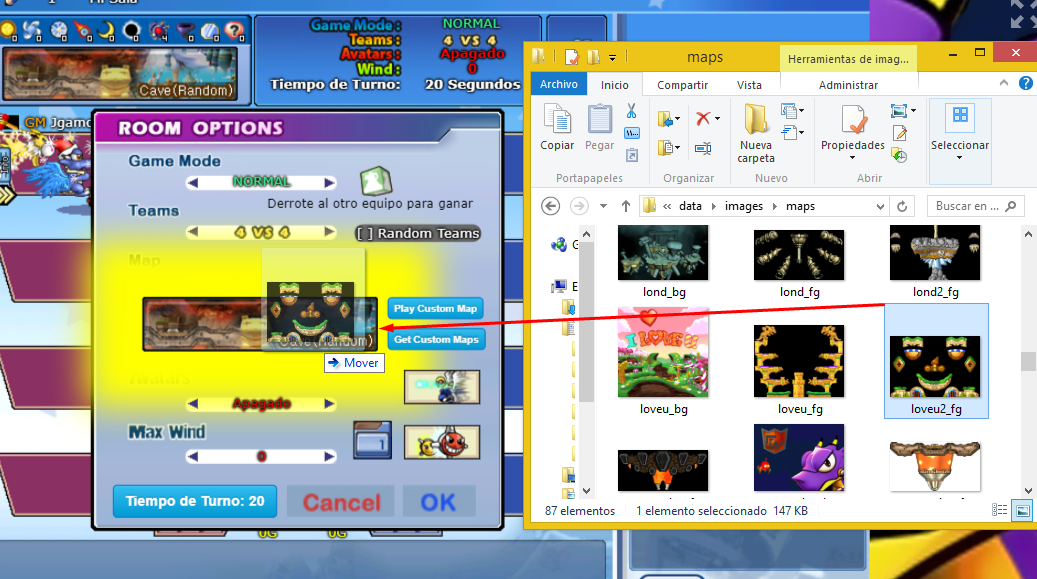 Mi Sala
Game Mode : NORMAL
Teams : 4 VS 4
Avatars : Apagado
Wind : 0
Tiempo de Turno: 20 Segundos
Cave(Random)
GM Jgamo
Info
ROOM OPTIONS
Game Mode
NORMAL
Derrote al otro equipo para ganar
Teams
4 VS 4
[ ] Random Teams
Map
Play Custom Map
Get Custom Maps
Cave(Random)
Mover
Avatars
Apagado
Max Wind
1
0
Tiempo de Turno: 20
Cancel
OK
maps
Herramientas de imag...
Archivo
Inicio
Compartir
Vista
Administrar
Copiar
Pegar
Portapapeles
Organizar
Nueva
carpeta
Nuevo
Propiedades
Abrir
Seleccionar
« data
images
maps
Buscar en ...
G
E
lond_bg
lond_fg
lond2_fg
I LOVE
loveu_bg
loveu_fg
loveu2_fg
87 elementos
1 elemento seleccionado
147 KB